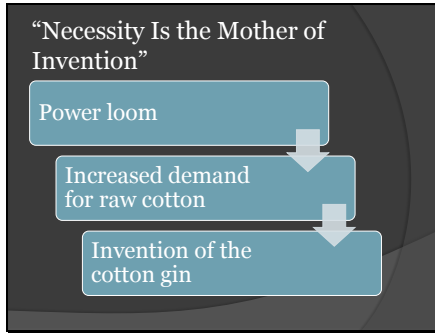 “Necessity Is the Mother of
Invention”
Power loom
Increased demand
for raw cotton
Invention of the
cotton gin